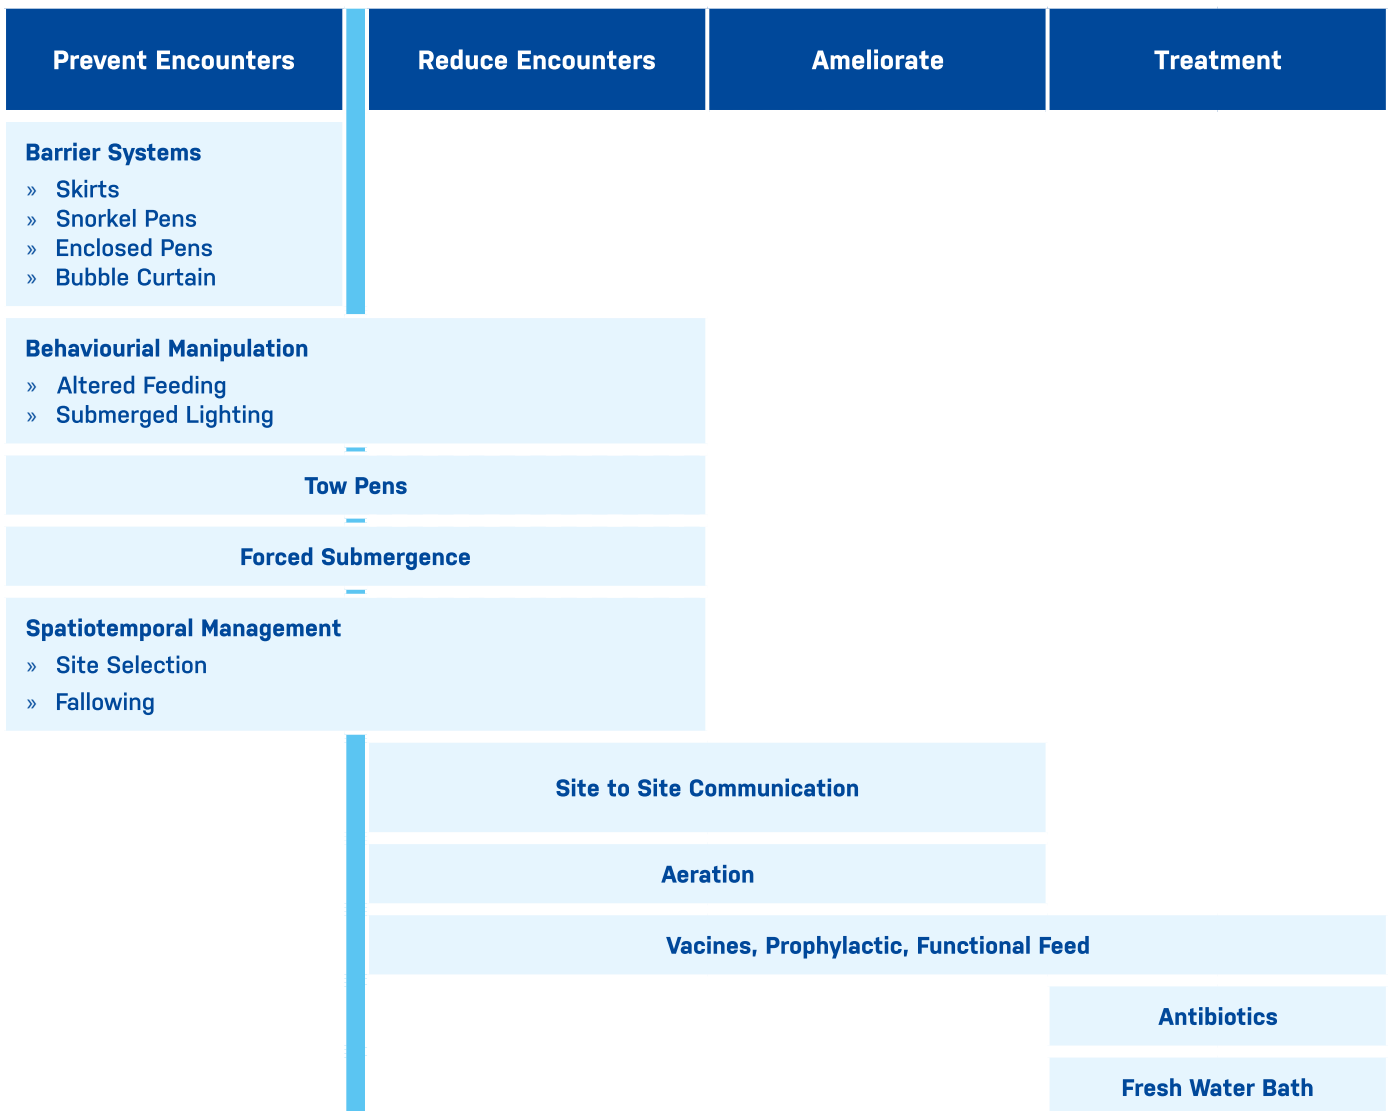 Prevent Encounters
Reduce Encounters
Ameliorate
Treatment
Barrier Systems
» Skirts
» Snorkel Pens
» Enclosed Pens
» Bubble Curtain
Behaviourial Manipulation
» Altered Feeding
» Submerged Lighting
Tow Pens
Forced Submergence
Spatiotemporal Management
» Site Selection
» Fallowing
Site to Site Communication
Aeration
Vacines, Prophylactic, Functional Feed
Antibiotics
Fresh Water Bath